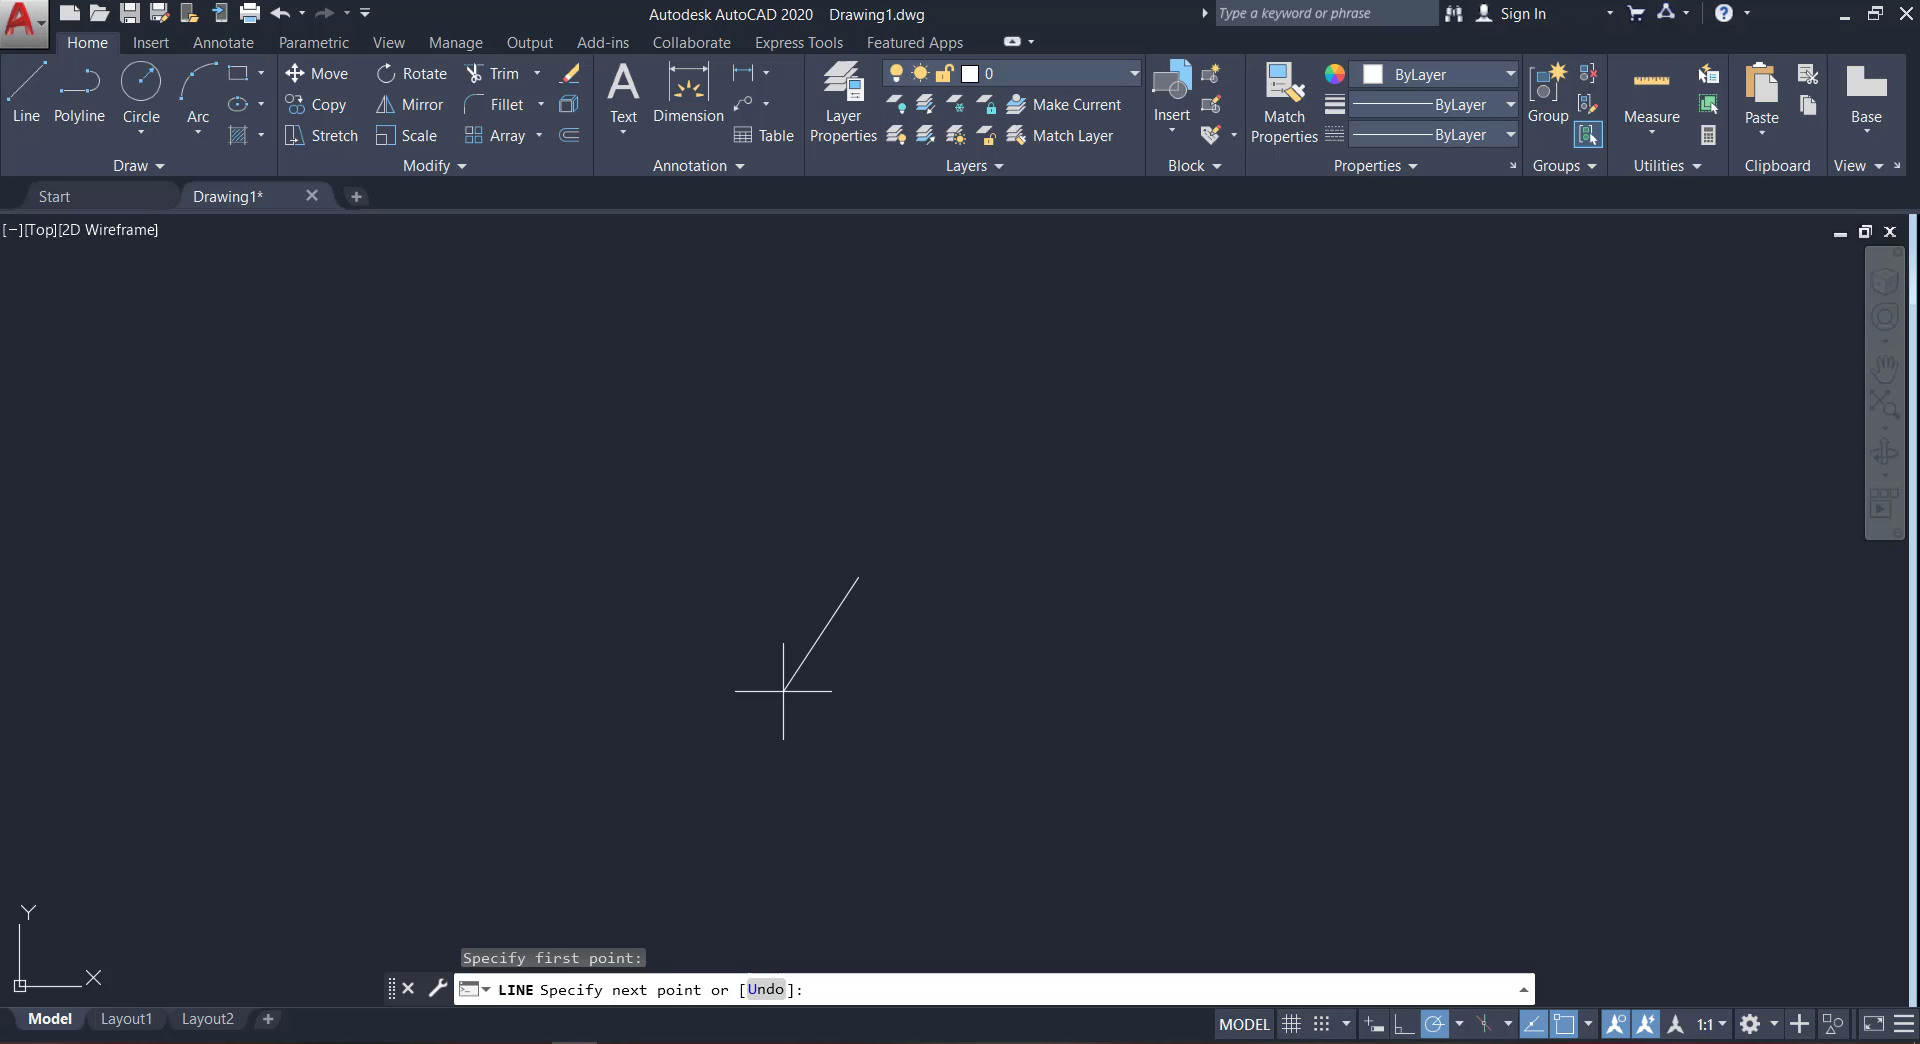 Autodesk AutoCAD 2020 Drawing1.dwg
Type a keyword or phrase
Sign In
Home Insert Annotate Parametric View Manage Output Add-ins Collaborate Express Tools Featured Apps
Line Polyline Circle Arc
Draw
Move Rotate Trim
Copy Mirror Fillet
Stretch Scale Array
Modify
Text Dimension Table
Annotation
Layer Properties
0
Make Current
Match Layer
Layers
Insert
Block
Match Properties
ByLayer
ByLayer
ByLayer
Properties
Group
Groups
Measure
Utilities
Paste
Clipboard
Base
View
Start Drawing1*
[−][Top][2D Wireframe]
Y
X
Specify first point:
LINE Specify next point or [Undo]:
Model Layout1 Layout2
MODEL 1:1